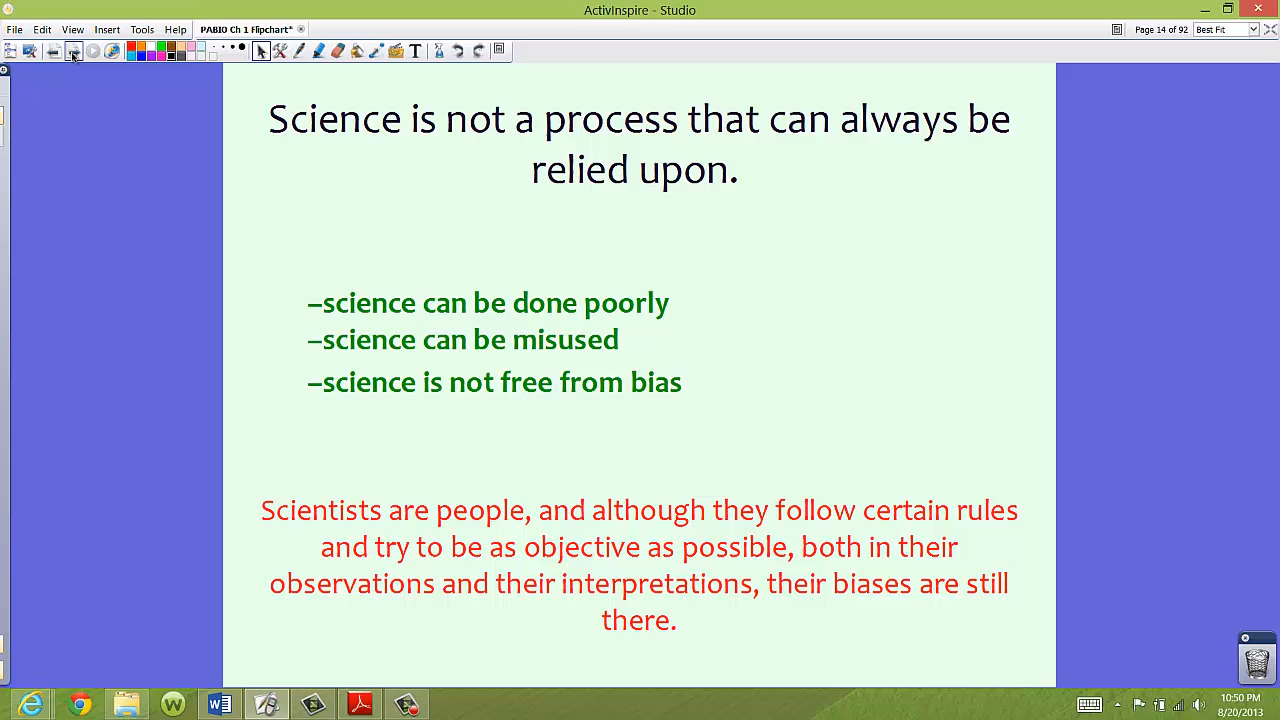 ActivInspire - Studio
File Edit View Insert Tools Help PABIO Ch 1 Flipchart* Page 14 of 92 Best Fit
Science is not a process that can always be
relied upon.
–science can be done poorly
–science can be misused
–science is not free from bias
Scientists are people, and although they follow certain rules
and try to be as objective as possible, both in their
observations and their interpretations, their biases are still
there.
10:50 PM
8/20/2013